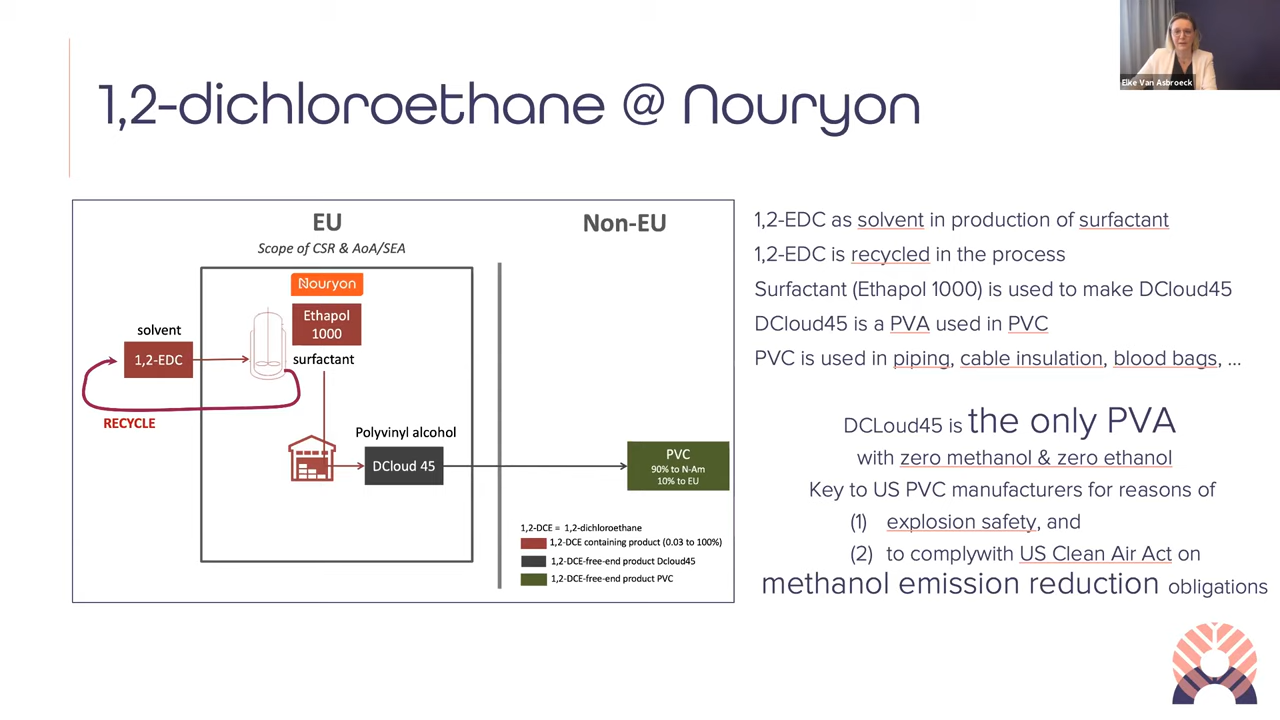 Elke Van Asbroeck
1,2-dichloroethane @ Nouryon
EU
Scope of CSR & AoA/SEA
Non-EU
Nouryon
Ethapol
1000
surfactant
solvent
1,2-EDC
RECYCLE
Polyvinyl alcohol
DCloud 45
PVC
90% to N-Am
10% to EU
1,2-DCE = 1,2-dichloroethane
1,2-DCE containing product (0.03 to 100%)
1,2-DCE-free-end product Dcloud45
1,2-DCE-free-end product PVC
1,2-EDC as solvent in production of surfactant
1,2-EDC is recycled in the process
Surfactant (Ethapol 1000) is used to make DCloud45
DCloud45 is a PVA used in PVC
PVC is used in piping, cable insulation, blood bags, ...
DCLoud45 is the only PVA
with zero methanol & zero ethanol
Key to US PVC manufacturers for reasons of
(1) explosion safety, and
(2) to complywith US Clean Air Act on
methanol emission reduction obligations